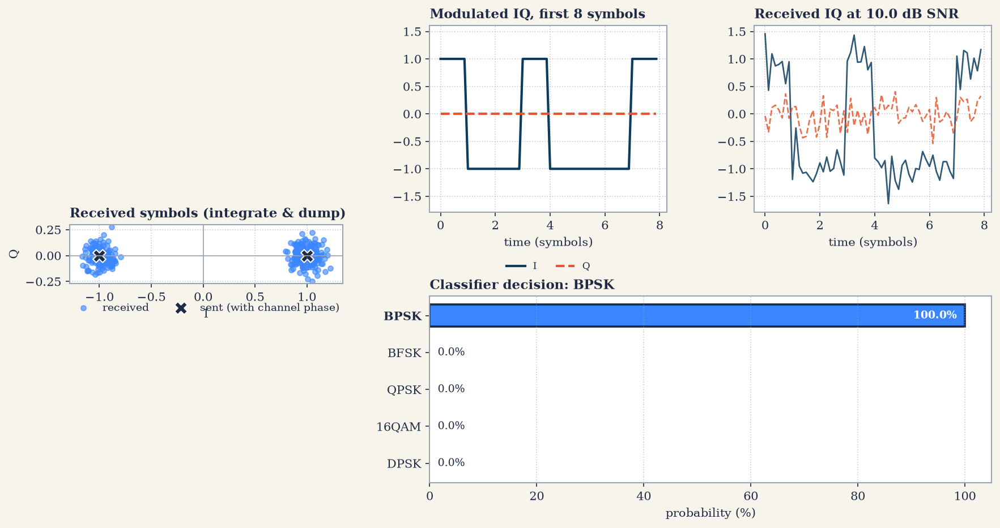 Modulated IQ, first 8 symbols
1.5
1.0
0.5
0.0
−0.5
−1.0
−1.5
0 2 4 6 8
time (symbols)
Received IQ at 10.0 dB SNR
1.5
1.0
0.5
0.0
−0.5
−1.0
−1.5
0 2 4 6 8
time (symbols)
I Q
Received symbols (integrate & dump)
Q
0.25
0.00
−0.25
−1.0 −0.5 0.0 0.5 1.0
I
received sent (with channel phase)
Classifier decision: BPSK
BPSK 100.0%
BFSK 0.0%
QPSK 0.0%
16QAM 0.0%
DPSK 0.0%
0 20 40 60 80 100
probability (%)